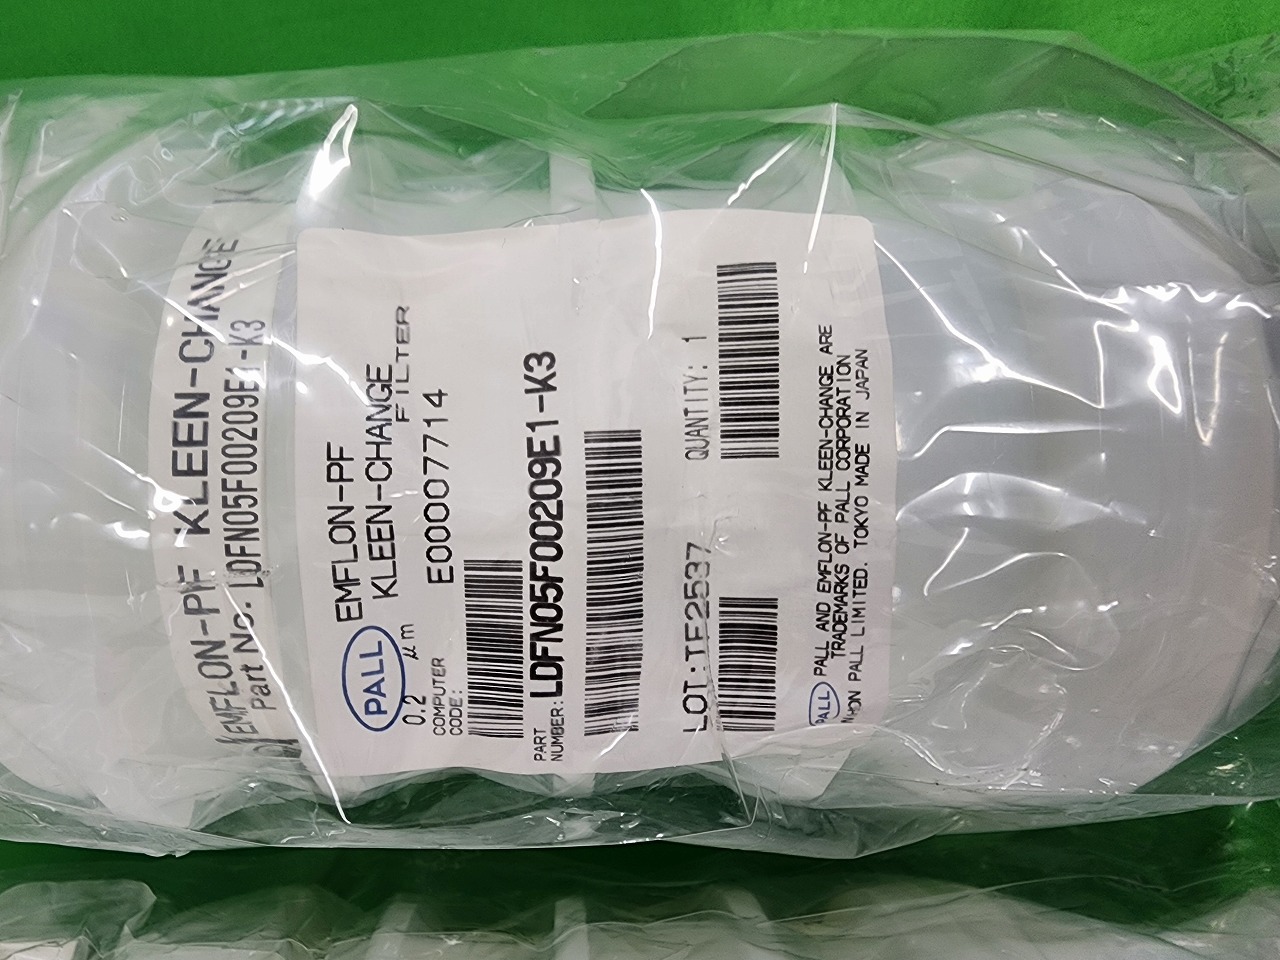 EMFLON-PF KLEEN-CHANGE
Part No. LDFN05F00209E1-K3
PALL
EMFLON-PF
KLEEN-CHANGE
FILTER
0.2 μm
E00007714
COMPUTER
CODE:
PART
NUMBER: LDFN05F00209E1-K3
LOT:TF2537 QUANTITY: 1
PALL PALL AND EMFLON-PF KLEEN-CHANGE ARE
TRADEMARKS OF PALL CORPORATION
NIHON PALL LIMITED. TOKYO MADE IN JAPAN